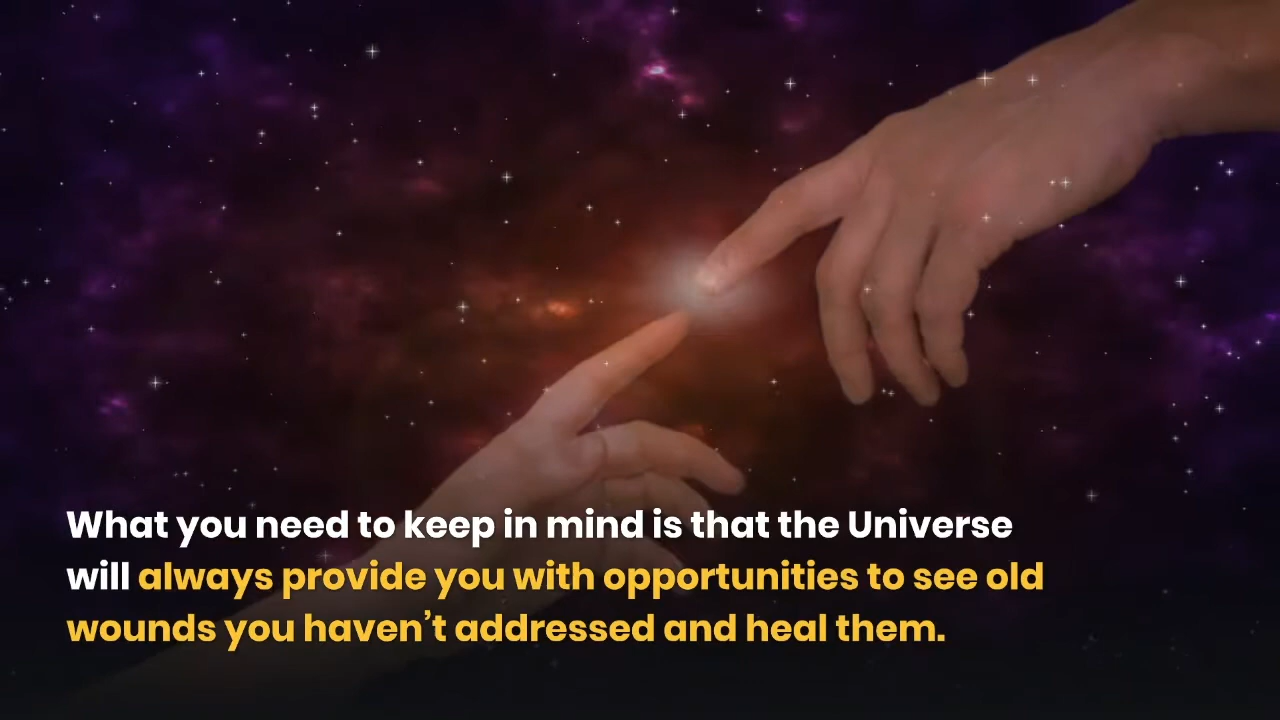 What you need to keep in mind is that the Universe
will always provide you with opportunities to see old
wounds you haven’t addressed and heal them.